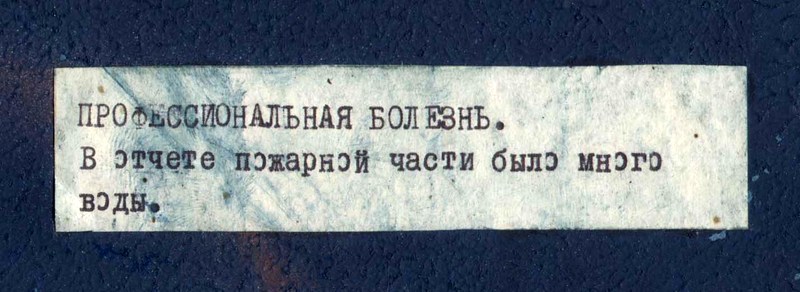 ПРОФЕССИОНАЛЬНАЯ БОЛЕЗНЬ.
В отчете пожарной части было много
воды.